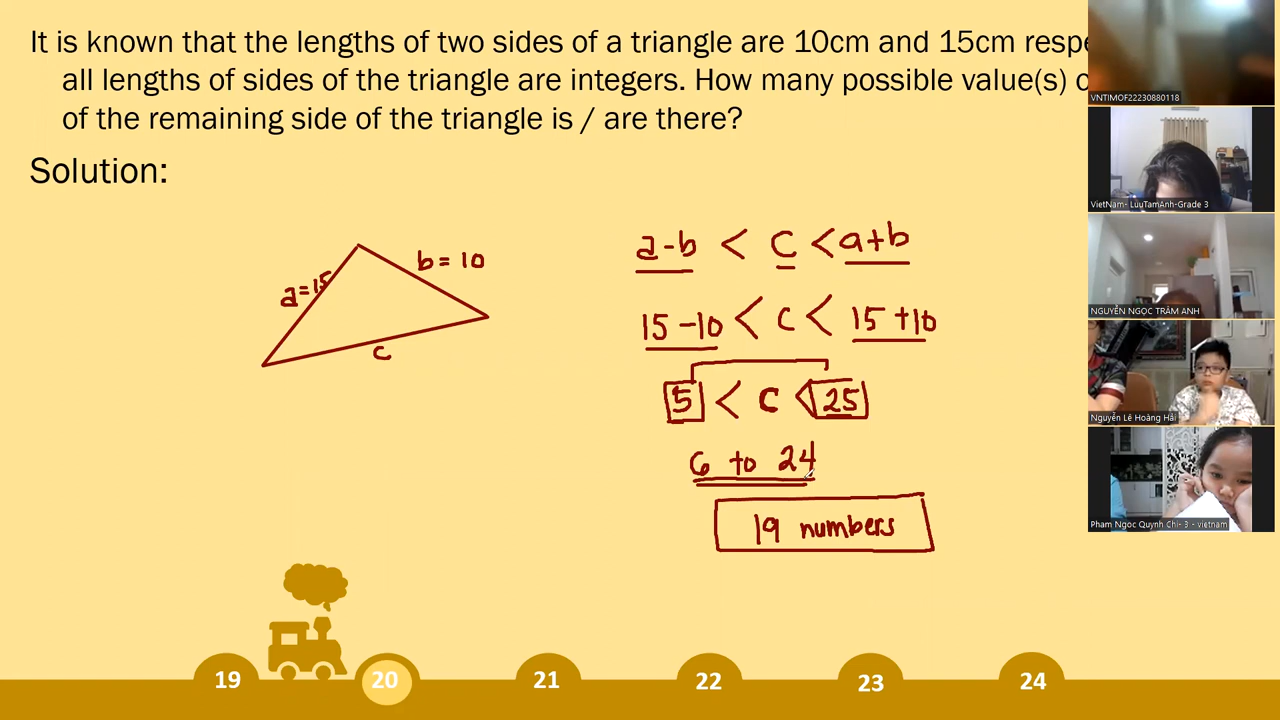 It is known that the lengths of two sides of a triangle are 10cm and 15cm
all lengths of sides of the triangle are integers. How many possible value(s)
of the remaining side of the triangle is / are there?
Solution:
a=15
b = 10
c
a-b < c < a+b
15-10 < c < 15+10
5 < c < 25
6 to 24
19 numbers
19
20
21
22
23
24
VNTIMOF22230880118
VietNam- LuuTamAnh-Grade 3
NGUYỄN NGỌC TRÂM ANH
Nguyễn Lê Hoàng Hải
Pham Ngoc Quynh Chi- 3 - vietnam